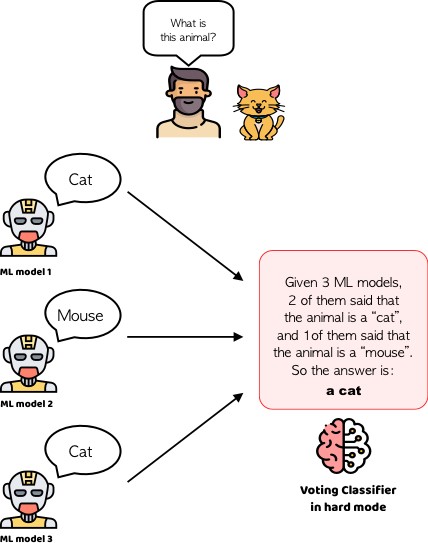 What is
this animal?
Cat
ML model 1
Mouse
ML model 2
Cat
ML model 3
Given 3 ML models,
2 of them said that
the animal is a “cat”,
and 1of them said that
the animal is a “mouse”.
So the answer is:
a cat
Voting Classifier
in hard mode